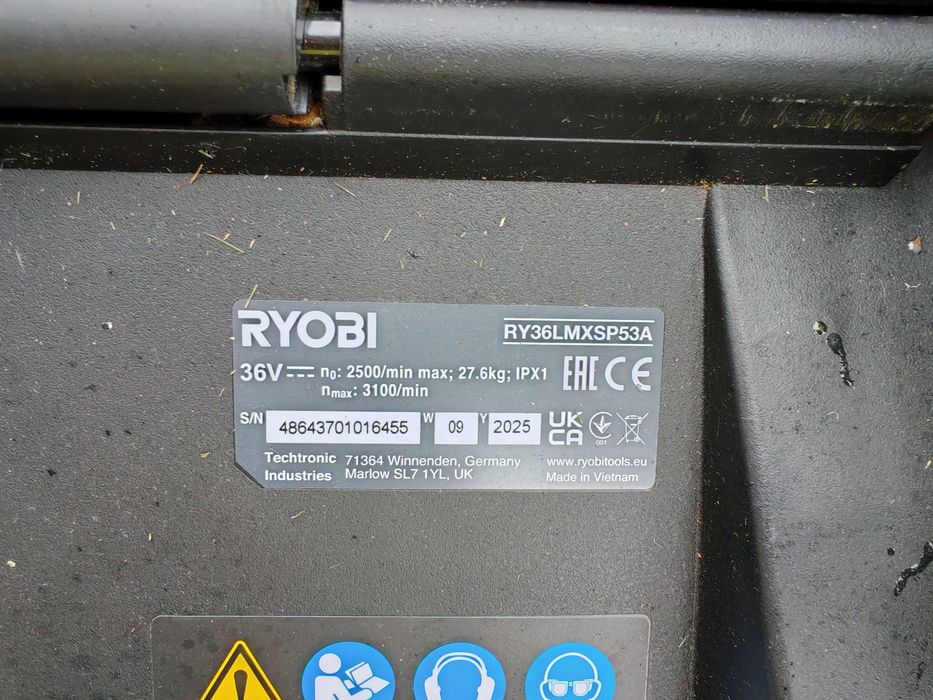 RYOBI
RY36LMXSP53A
36V n₀: 2500/min max; 27.6kg; IPX1
nmax: 3100/min
EAC CE
S/N 48643701016455 W 09 Y 2025
UK
CA
001
Techtronic
Industries
71364 Winnenden, Germany
Marlow SL7 1YL, UK
www.ryobitools.eu
Made in Vietnam